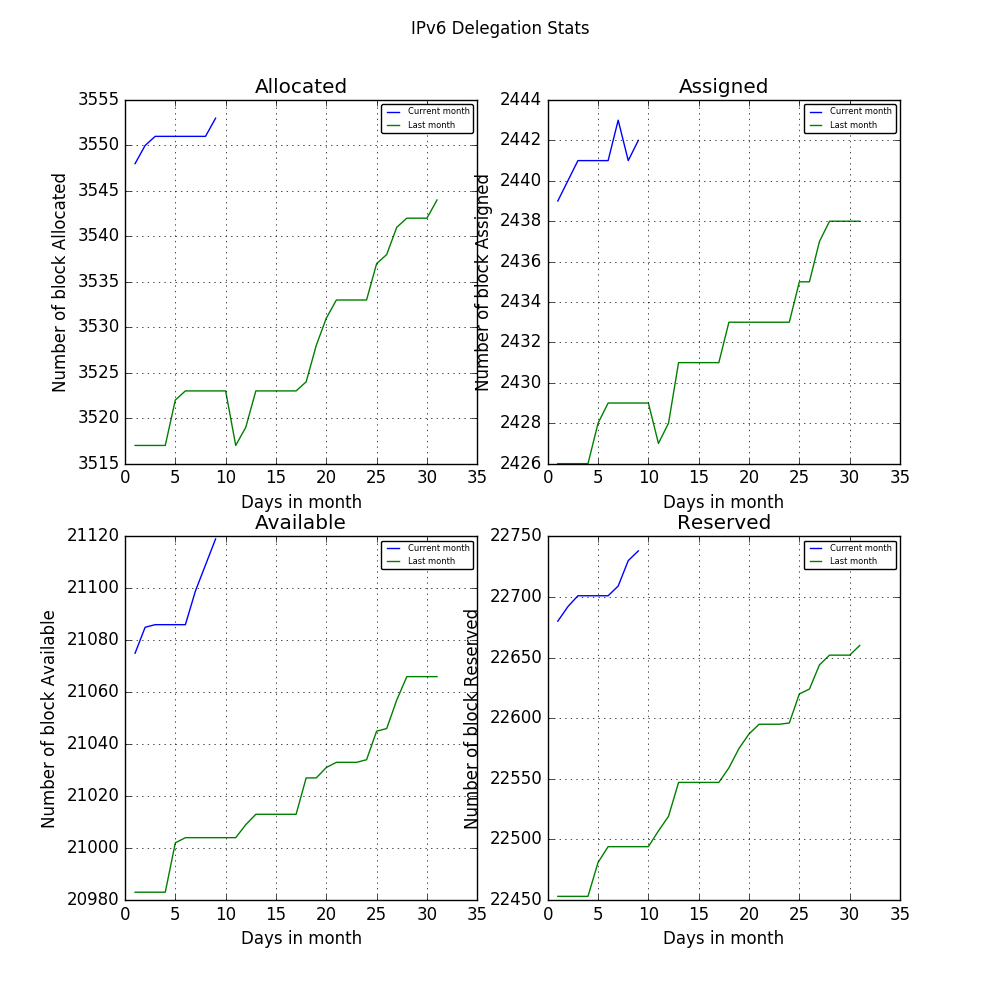 IPv6 Delegation Stats
Allocated
Number of block Allocated
3555
3550
3545
3540
3535
3530
3525
3520
3515
Current month
Last month
0 5 10 15 20 25 30 35
Days in month
Assigned
Number of block Assigned
2444
2442
2440
2438
2436
2434
2432
2430
2428
2426
Current month
Last month
0 5 10 15 20 25 30 35
Days in month
Available
Number of block Available
21120
21100
21080
21060
21040
21020
21000
20980
Current month
Last month
0 5 10 15 20 25 30 35
Days in month
Reserved
Number of block Reserved
22750
22700
22650
22600
22550
22500
22450
Current month
Last month
0 5 10 15 20 25 30 35
Days in month